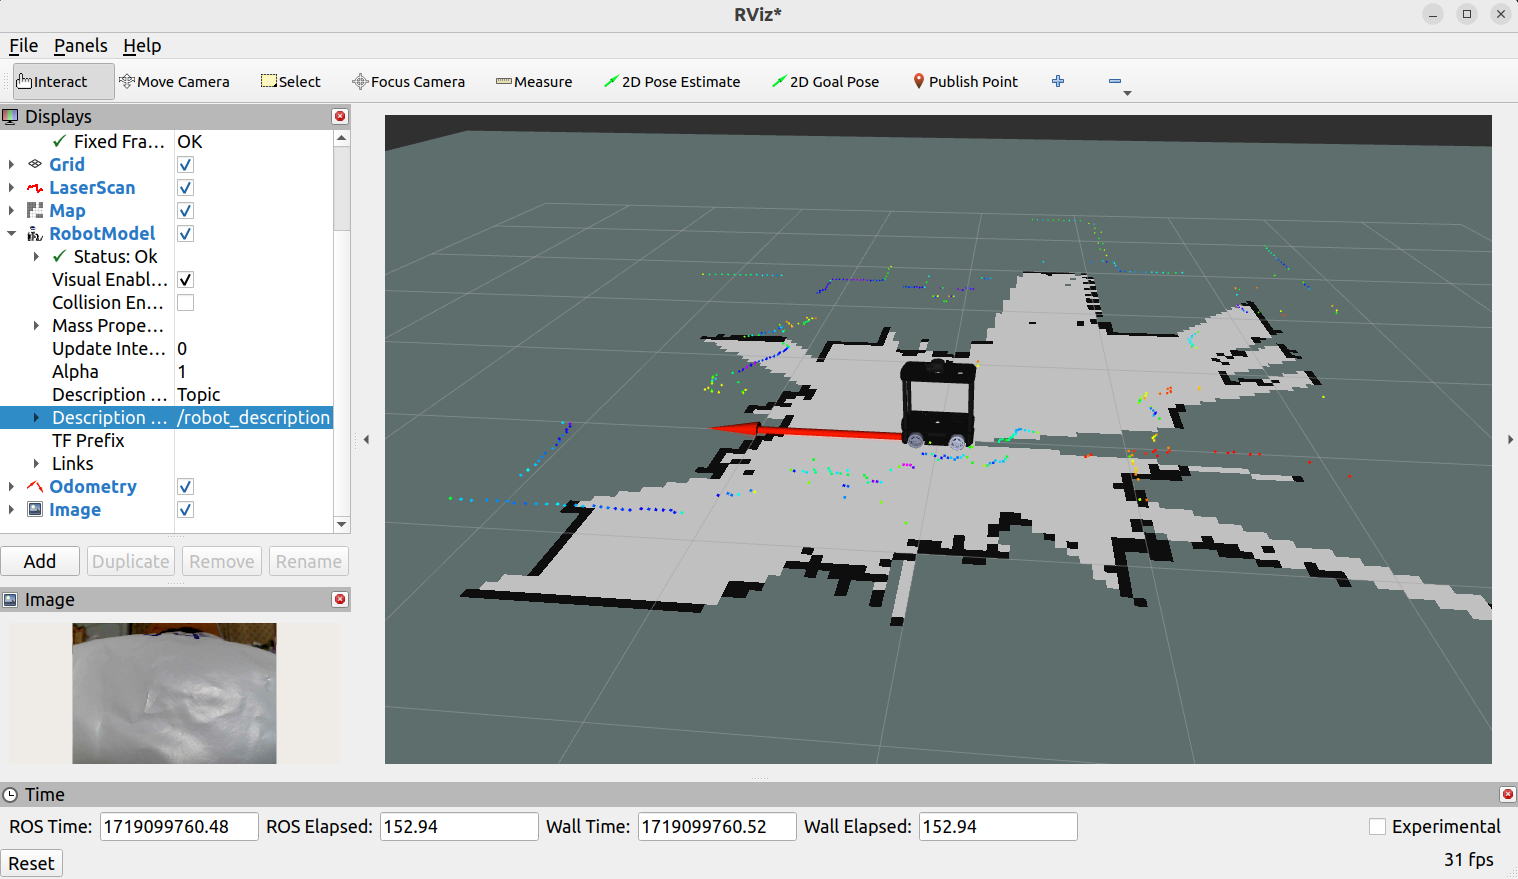 RViz*
File Panels Help
Interact Move Camera Select Focus Camera Measure 2D Pose Estimate 2D Goal Pose Publish Point
Displays
Fixed Fra... OK
Grid
LaserScan
Map
RobotModel
Status: Ok
Visual Enabl...
Collision En...
Mass Prope...
Update Inte... 0
Alpha 1
Description ... Topic
Description ... /robot_description
TF Prefix
Links
Odometry
Image
Add Duplicate Remove Rename
Image
Time
ROS Time: 1719099760.48 ROS Elapsed: 152.94 Wall Time: 1719099760.52 Wall Elapsed: 152.94 Experimental
Reset 31 fps